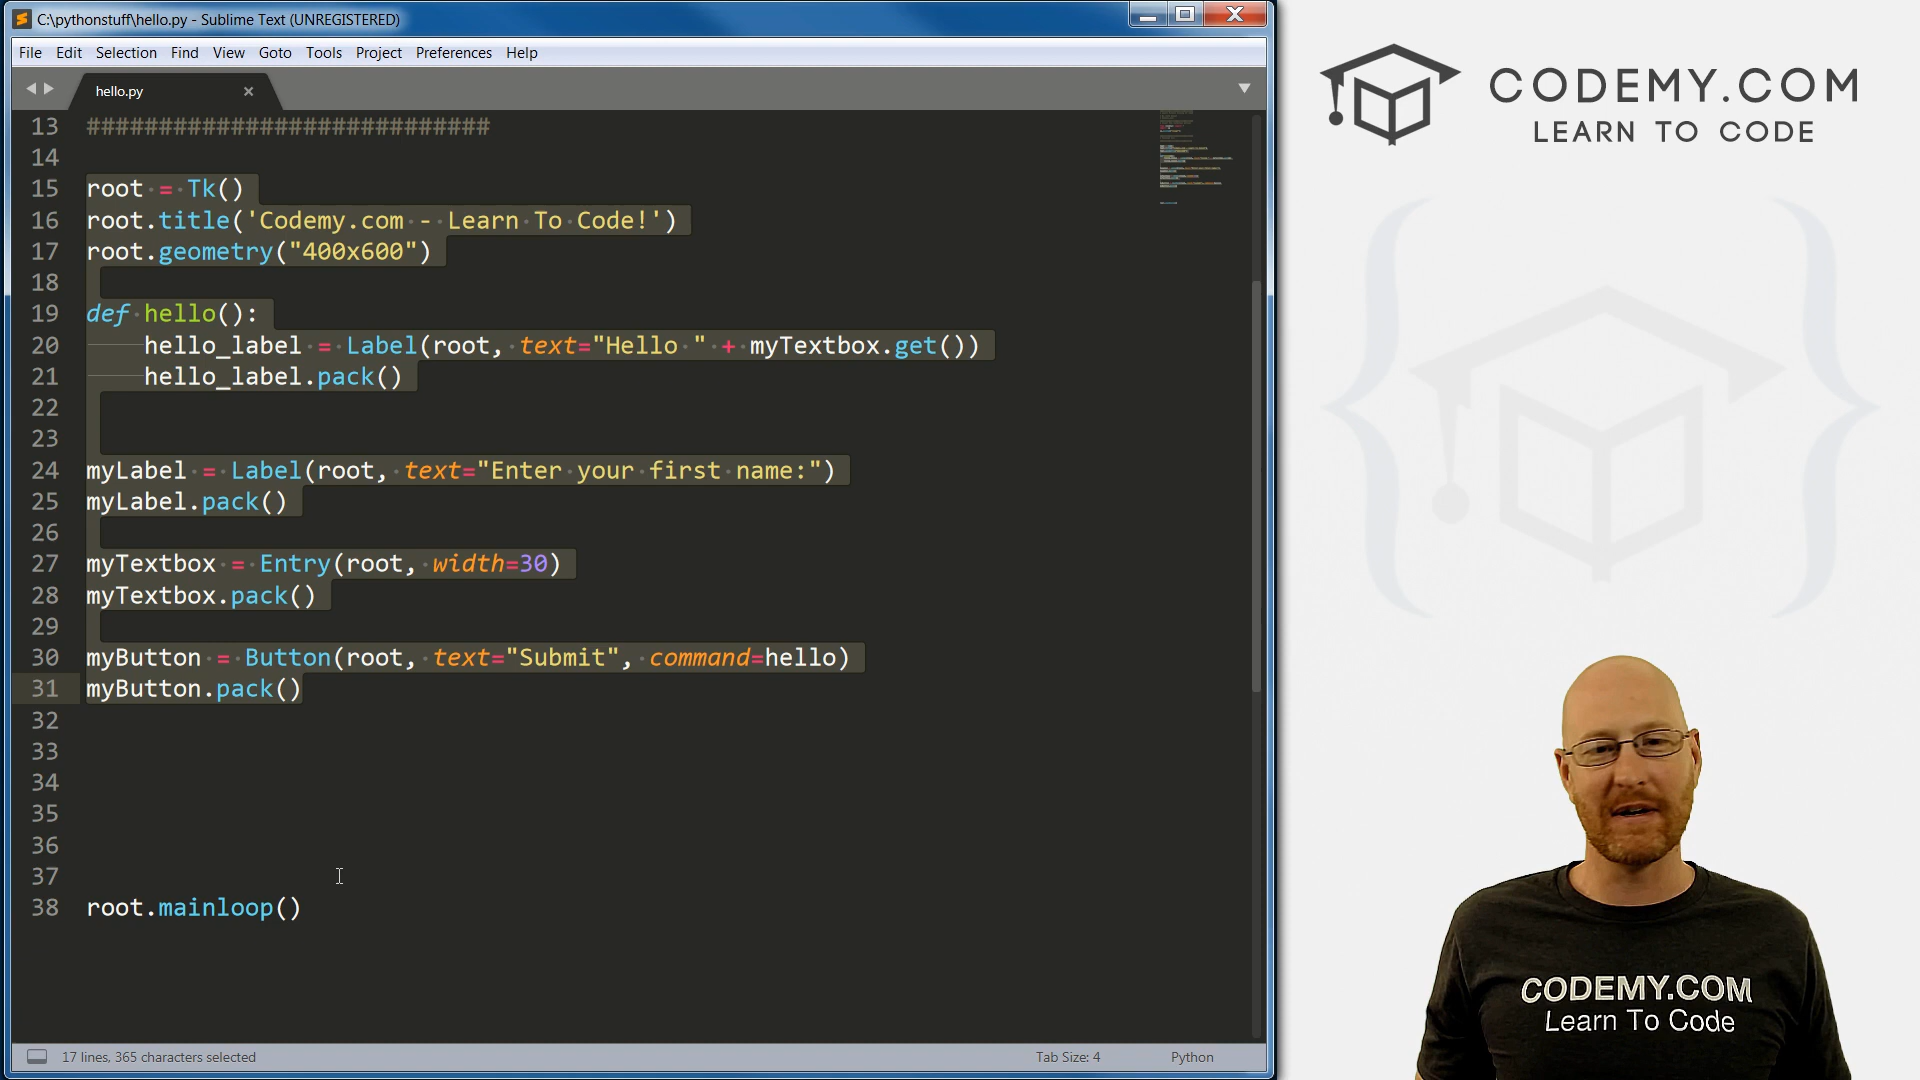 C:\pythonstuff\hello.py - Sublime Text (UNREGISTERED)
File Edit Selection Find View Goto Tools Project Preferences Help
hello.py
13 ############################
14
15 root = Tk()
16 root.title('Codemy.com - Learn To Code!')
17 root.geometry("400x600")
18
19 def hello():
20 hello_label = Label(root, text="Hello " + myTextbox.get())
21 hello_label.pack()
22
23
24 myLabel = Label(root, text="Enter your first name:")
25 myLabel.pack()
26
27 myTextbox = Entry(root, width=30)
28 myTextbox.pack()
29
30 myButton = Button(root, text="Submit", command=hello)
31 myButton.pack()
32
33
34
35
36
37
38 root.mainloop()
17 lines, 365 characters selected
Tab Size: 4
Python
CODEMY.COM
LEARN TO CODE
CODEMY.COM
Learn To Code